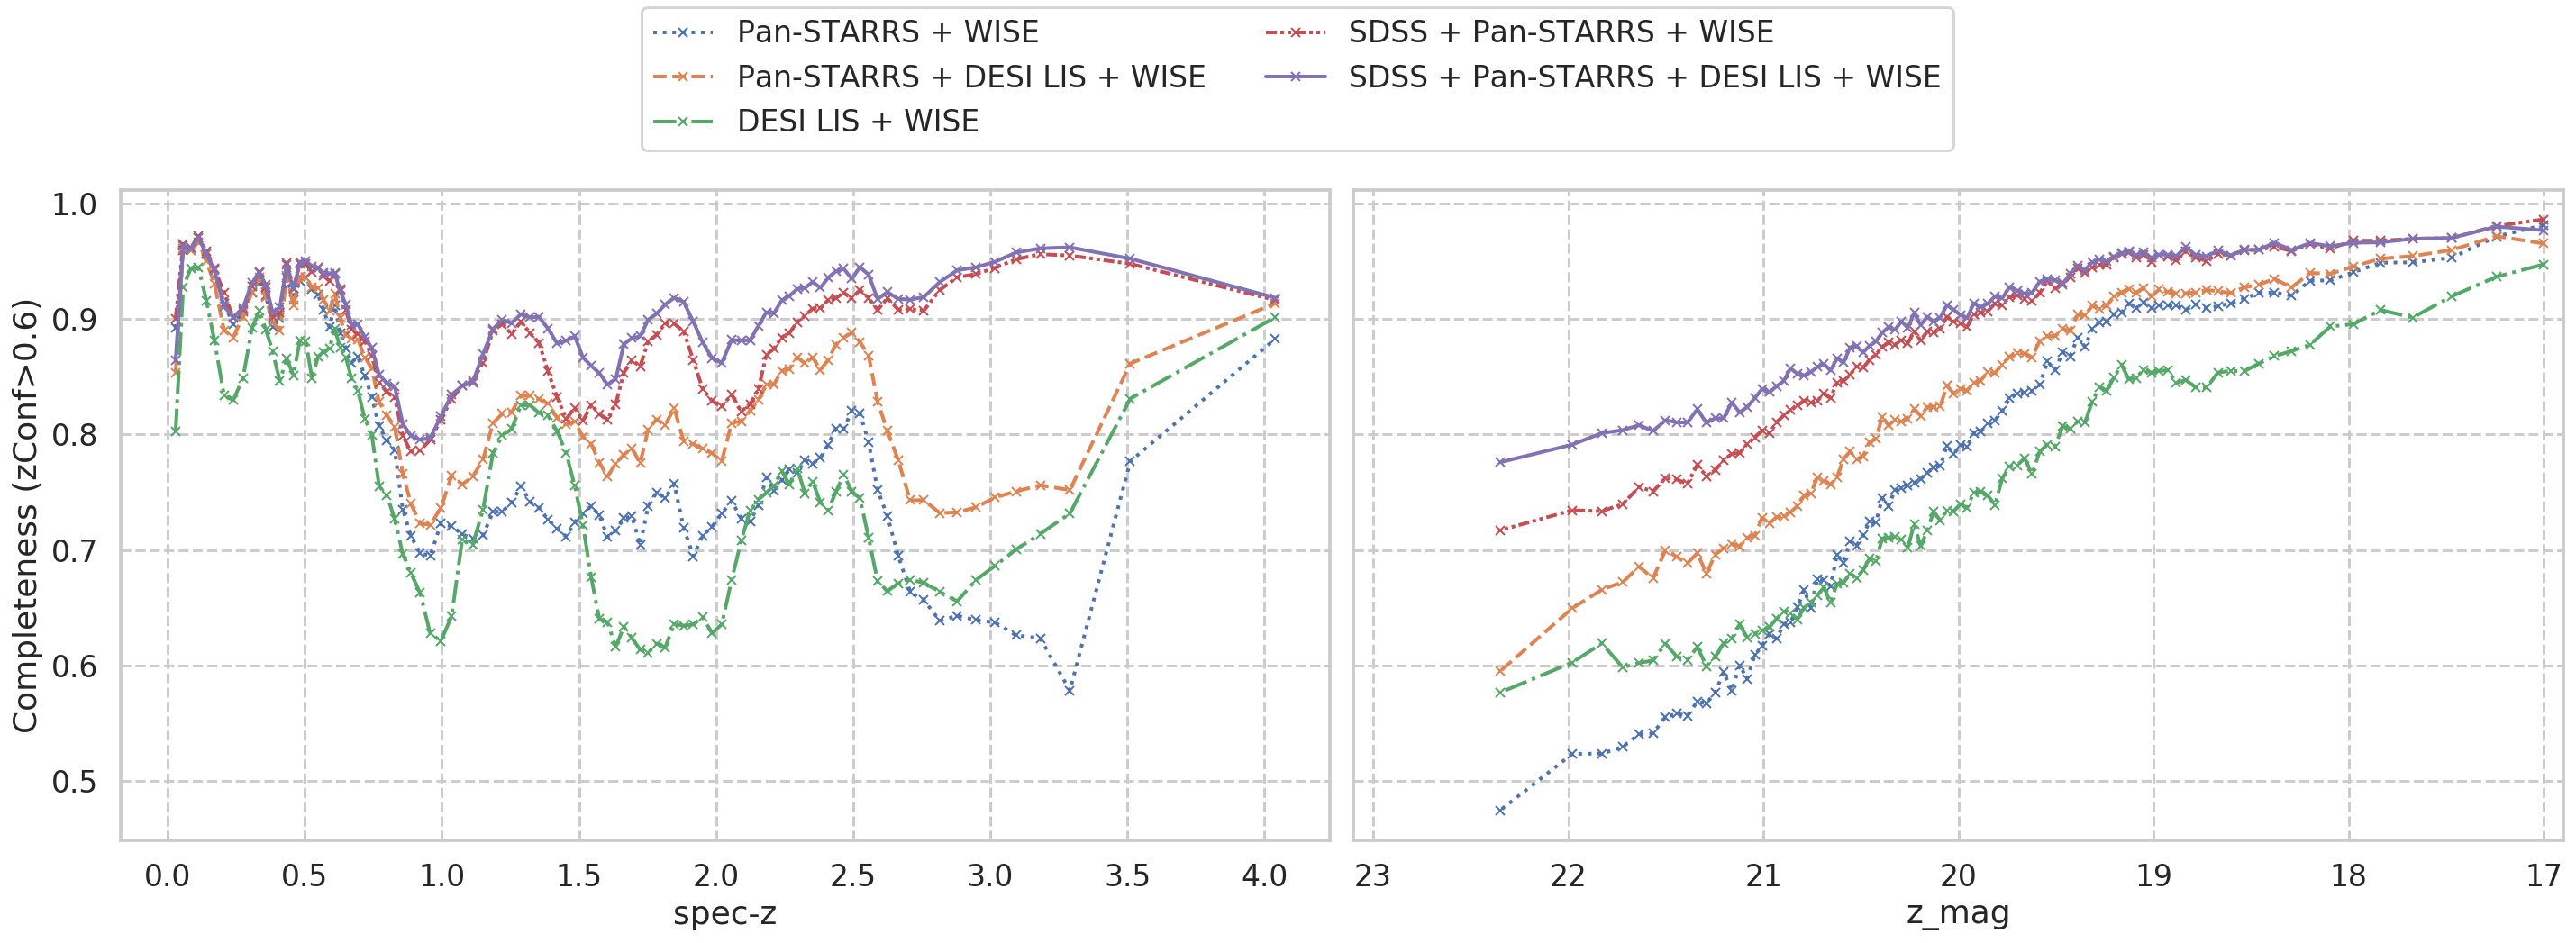 Pan-STARRS + WISE
Pan-STARRS + DESI LIS + WISE
DESI LIS + WISE
SDSS + Pan-STARRS + WISE
SDSS + Pan-STARRS + DESI LIS + WISE
Completeness (zConf>0.6)
1.0
0.9
0.8
0.7
0.6
0.5
0.0 0.5 1.0 1.5 2.0 2.5 3.0 3.5 4.0
spec-z
23 22 21 20 19 18 17
z_mag